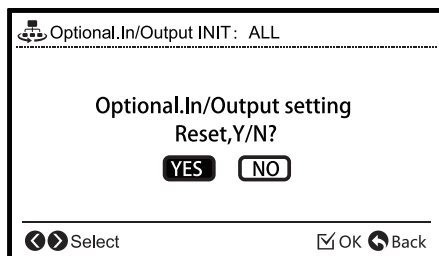 Optional.In/Output INIT: ALL
Optional.In/Output setting
Reset,Y/N?
YES NO
Select OK Back